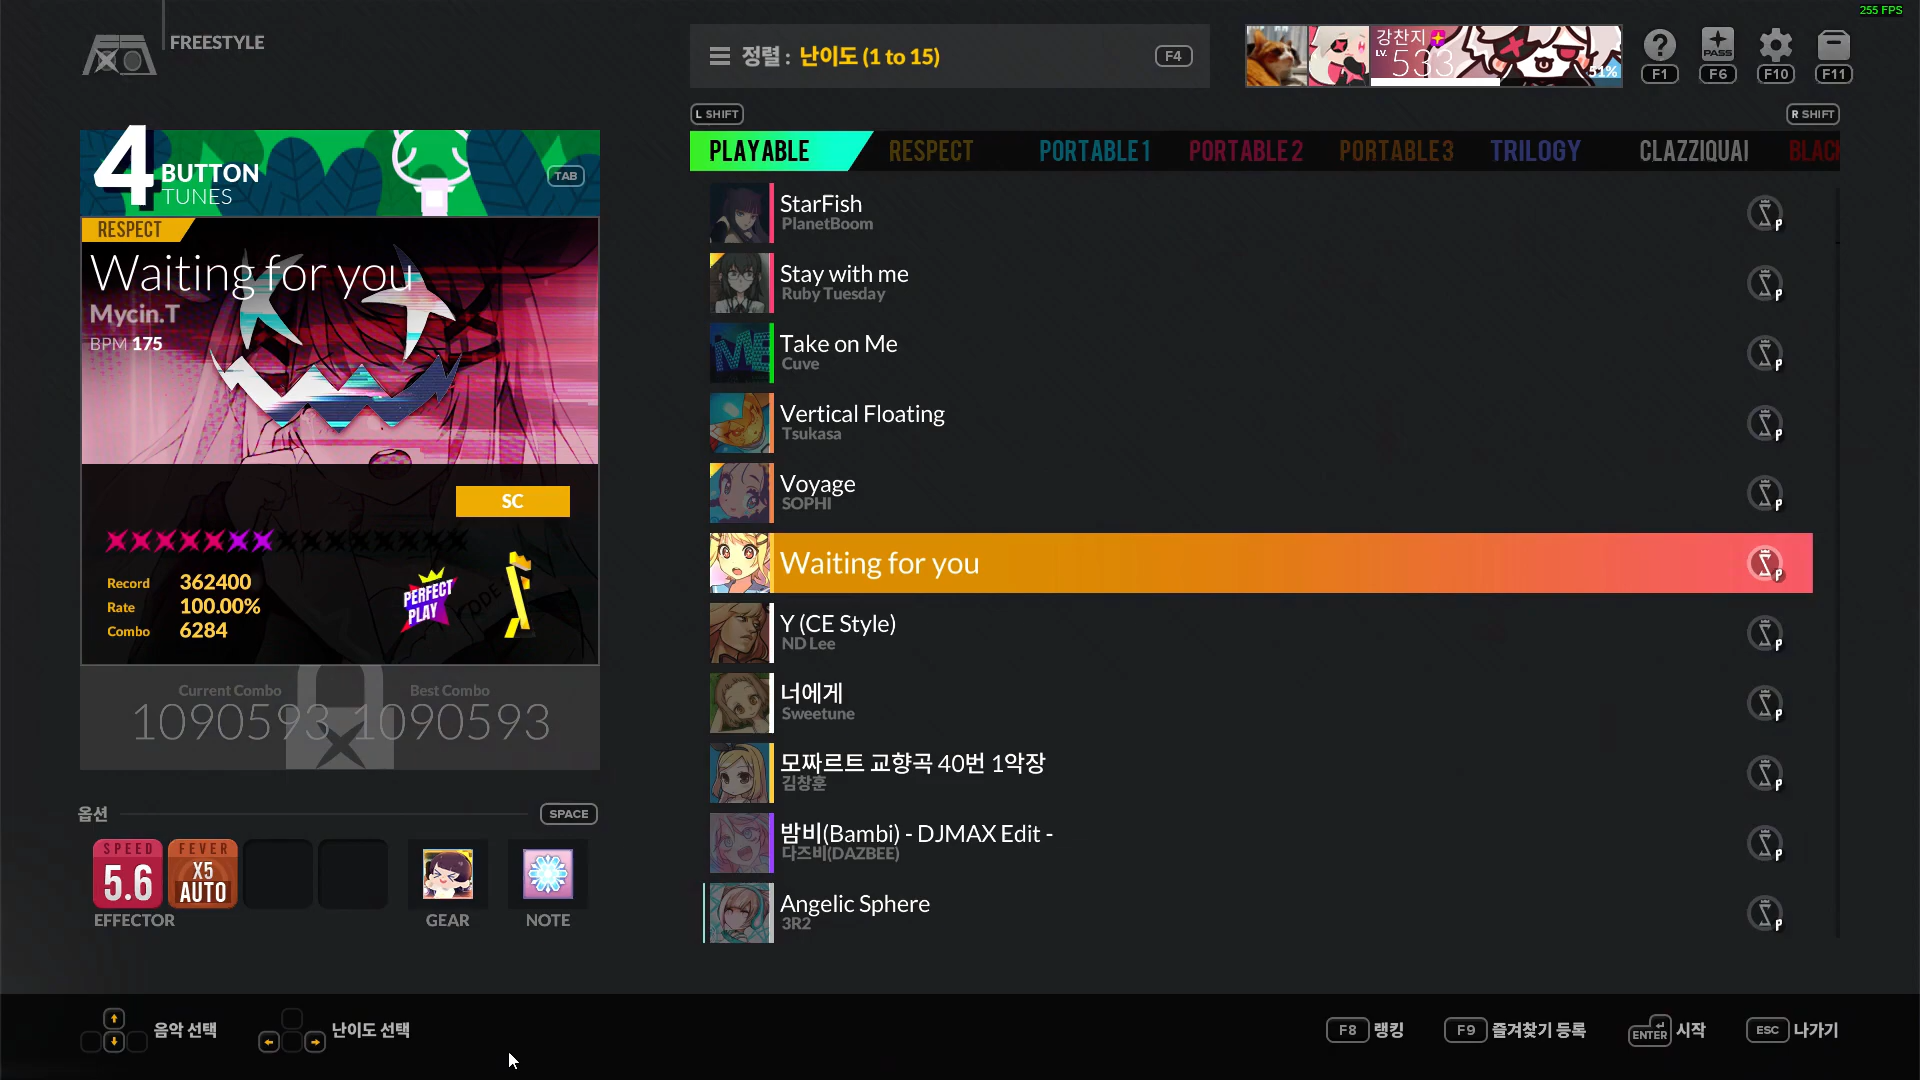 255 FPS
FREESTYLE
정렬 : 난이도 (1 to 15)
F4
강찬지
LV. 533
51%
PASS
F1
F6
F10
F11
L SHIFT
R SHIFT
PLAYABLE
RESPECT
PORTABLE 1
PORTABLE 2
PORTABLE 3
TRILOGY
CLAZZIQUAI
BLACK
4 BUTTON
TUNES
TAB
RESPECT
Waiting for you
Mycin.T
BPM 175
SC
Record 362400
Rate 100.00%
Combo 6284
PERFECT
PLAY
Current Combo
1090593
Best Combo
1090593
옵션
SPACE
SPEED
5.6
FEVER
X5
AUTO
EFFECTOR
GEAR
NOTE
StarFish
PlanetBoom
Stay with me
Ruby Tuesday
Take on Me
Cuve
Vertical Floating
Tsukasa
Voyage
SOPHI
Waiting for you
Y (CE Style)
ND Lee
너에게
Sweetune
모짜르트 교향곡 40번 1악장
김창훈
밤비(Bambi) - DJMAX Edit -
다즈비(DAZBEE)
Angelic Sphere
3R2
음악 선택
난이도 선택
F8 랭킹
F9 즐겨찾기 등록
ENTER 시작
ESC 나가기